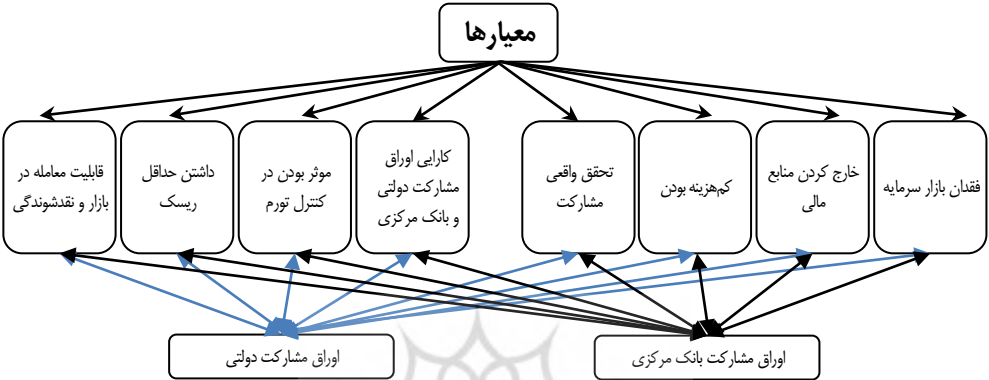 معیارها
فقدان بازار سرمایه
خارج کردن منابع
مالی
کم‌هزینه بودن
تحقق واقعی
مشارکت
کارایی اوراق
مشارکت دولتی
و بانک مرکزی
موثر بودن در
کنترل تورم
داشتن حداقل
ریسک
قابلیت معامله در
بازار و نقدشوندگی
اوراق مشارکت بانک مرکزی
اوراق مشارکت دولتی